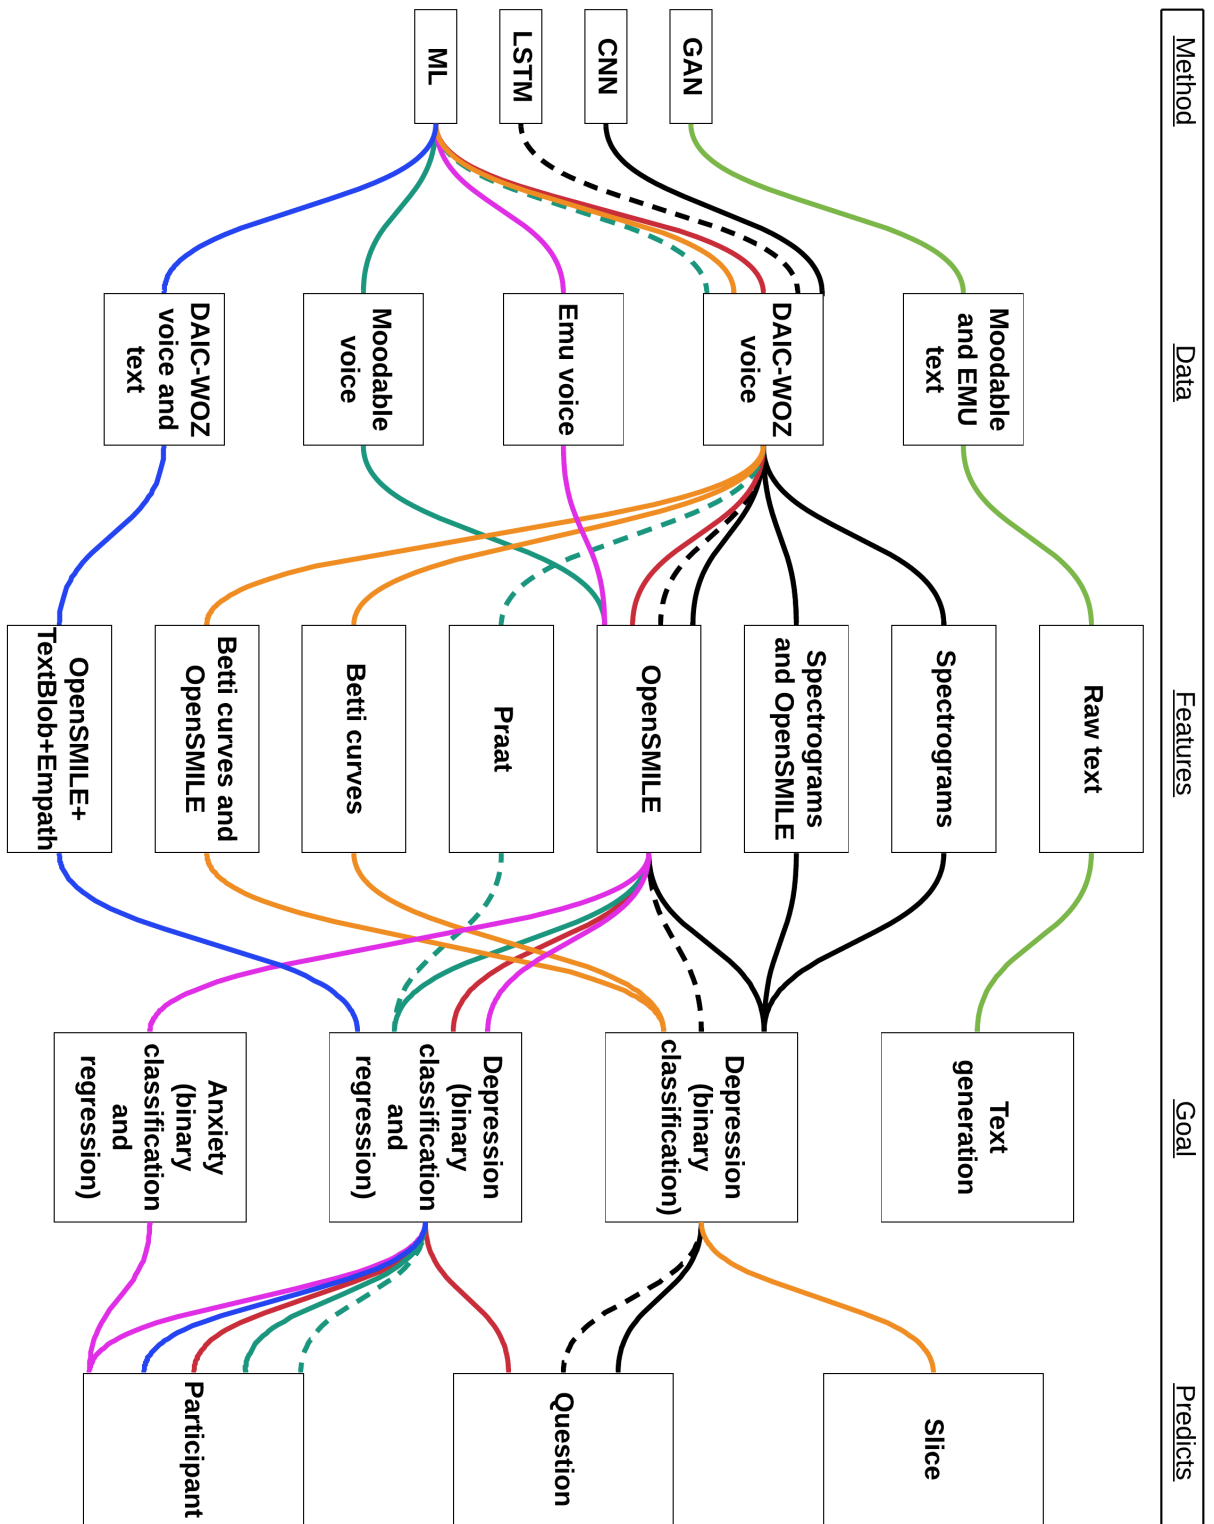 Method
Data
Features
Goal
Predicts
GAN
CNN
LSTM
ML
Moodable
and EMU
text
DAIC-WOZ
voice
Emu voice
Moodable
voice
DAIC-WOZ
voice and
text
Raw text
Spectrograms
Spectrograms
and OpenSMILE
OpenSMILE
Praat
Betti curves
Betti curves and
OpenSMILE
OpenSMILE+
TextBlob+Empath
Text
generation
Depression
(binary
classification)
Depression
(binary
classification
and
regression)
Anxiety
(binary
classification
and
regression)
Slice
Question
Participant